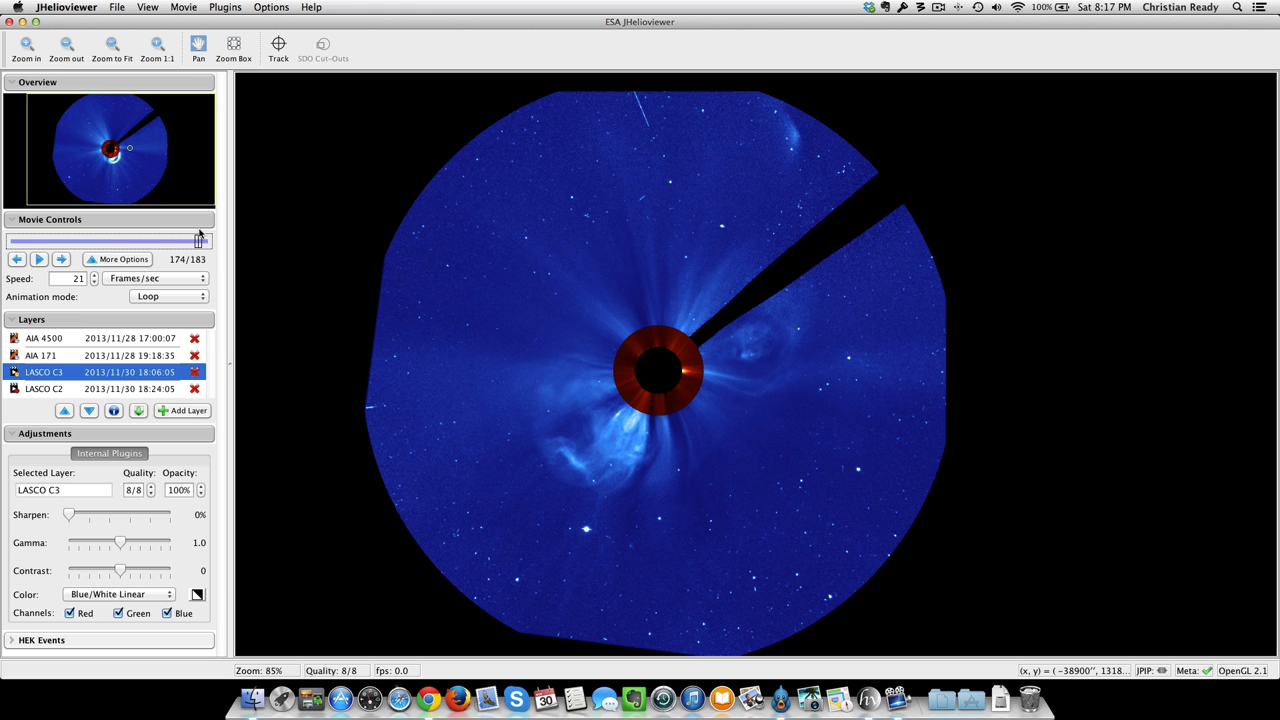 JHelioviewer File View Movie Plugins Options Help 100% Sat 8:17 PM Christian Ready
ESA JHelioviewer
Zoom in Zoom out Zoom to Fit Zoom 1:1 Pan Zoom Box Track SDO Cut-Outs
Overview
Movie Controls
More Options 174/183
Speed: 21 Frames/sec
Animation mode: Loop
Layers
AIA 4500 2013/11/28 17:00:07
AIA 171 2013/11/28 19:18:35
LASCO C3 2013/11/30 18:06:05
LASCO C2 2013/11/30 18:24:05
Add Layer
Adjustments
Internal Plugins
Selected Layer: Quality: Opacity:
LASCO C3 8/8 100%
Sharpen: 0%
Gamma: 1.0
Contrast: 0
Color: Blue/White Linear
Channels: Red Green Blue
HEK Events
Zoom: 85% Quality: 8/8 fps: 0.0 (x, y) = ( -38900'', 1318... JPIP: Meta: OpenGL 2.1
30
hv